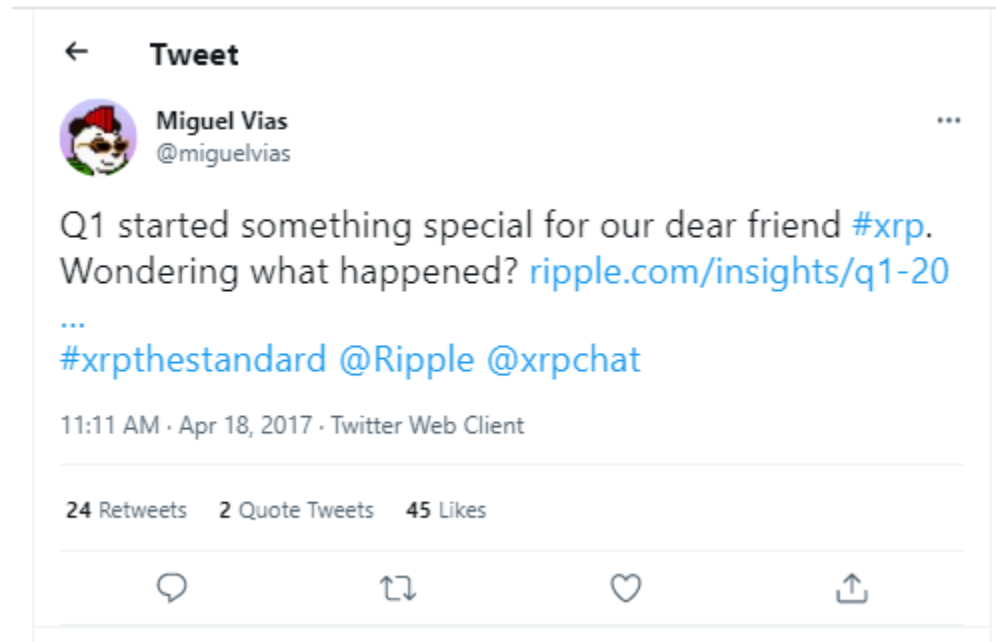 Tweet
Miguel Vias
@miguelvias
Q1 started something special for our dear friend #xrp.
Wondering what happened? ripple.com/insights/q1-20
...
#xrpthestandard @Ripple @xrpchat
11:11 AM · Apr 18, 2017 · Twitter Web Client
24 Retweets 2 Quote Tweets 45 Likes